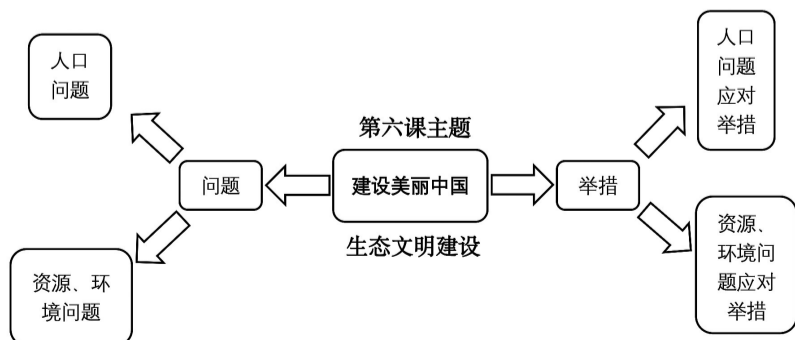 人口
问题
第六课主题
人口
问题
应对
举措
问题
建设美丽中国
举措
生态文明建设
资源、环
境问题
资源、
环境问
题应对
举措